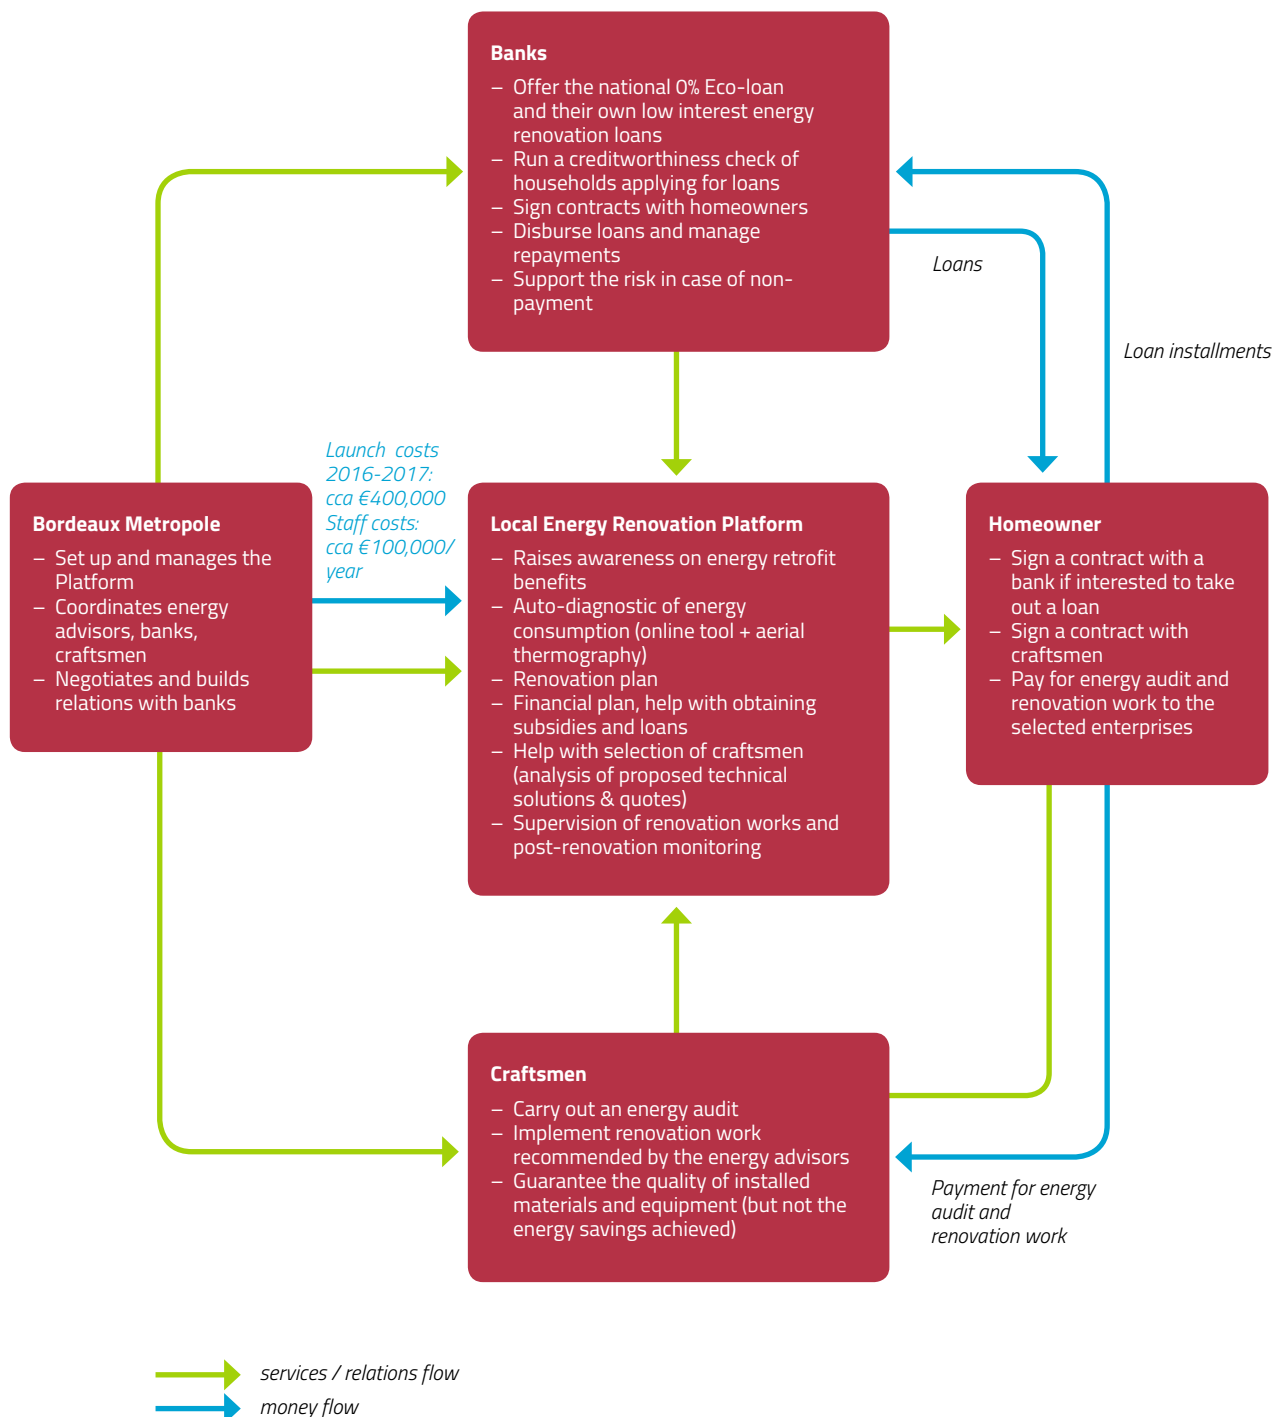 Banks
– Offer the national 0% Eco-loan
and their own low interest energy
renovation loans
– Run a creditworthiness check of
households applying for loans
– Sign contracts with homeowners
– Disburse loans and manage
repayments
– Support the risk in case of non-
payment
Loans
Loan installments
Launch costs
2016-2017:
cca €400,000
Staff costs:
cca €100,000/
year
Bordeaux Metropole
– Set up and manages the
Platform
– Coordinates energy
advisors, banks,
craftsmen
– Negotiates and builds
relations with banks
Local Energy Renovation Platform
– Raises awareness on energy retrofit
benefits
– Auto-diagnostic of energy
consumption (online tool + aerial
thermography)
– Renovation plan
– Financial plan, help with obtaining
subsidies and loans
– Help with selection of craftsmen
(analysis of proposed technical
solutions & quotes)
– Supervision of renovation works and
post-renovation monitoring
Homeowner
– Sign a contract with a
bank if interested to take
out a loan
– Sign a contract with
craftsmen
– Pay for energy audit and
renovation work to the
selected enterprises
Craftsmen
– Carry out an energy audit
– Implement renovation work
recommended by the energy advisors
– Guarantee the quality of installed
materials and equipment (but not the
energy savings achieved)
Payment for energy
audit and
renovation work
services / relations flow
money flow